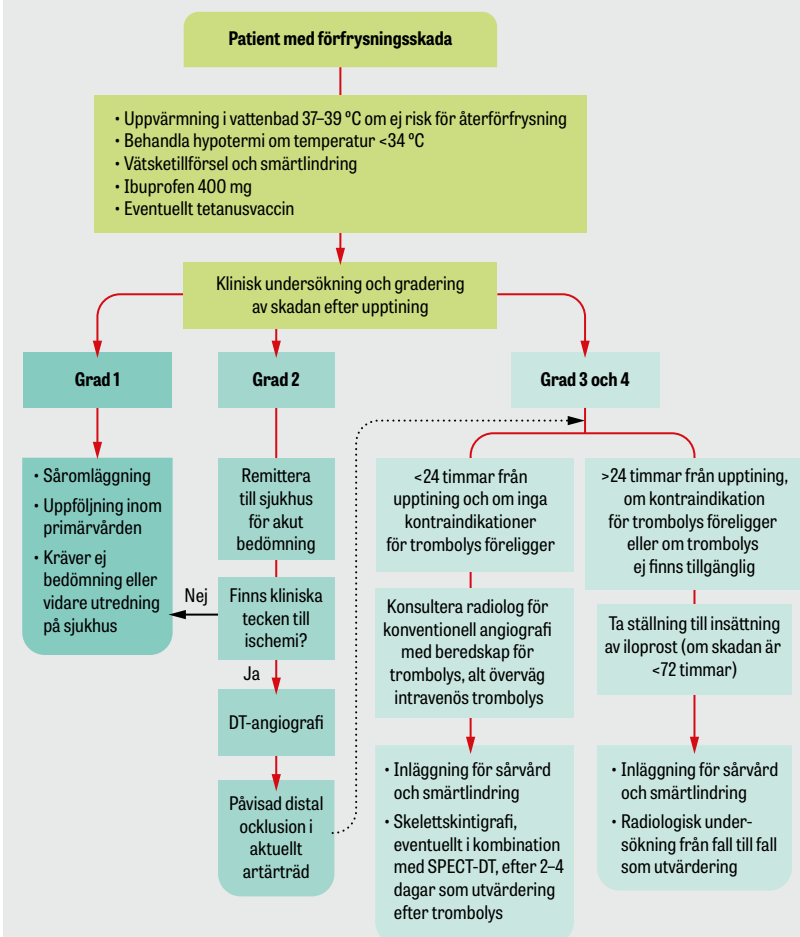 Patient med förfrysningsskada
• Uppvärmning i vattenbad 37–39 ºC om ej risk för återförfrysning
• Behandla hypotermi om temperatur <34 ºC
• Vätsketillförsel och smärtlindring
• Ibuprofen 400 mg
• Eventuellt tetanusvaccin
Klinisk undersökning och gradering
av skadan efter upptining
Grad 1
• Såromläggning
• Uppföljning inom
primärvården
• Kräver ej
bedömning eller
vidare utredning
på sjukhus
Grad 2
Remittera
till sjukhus
för akut
bedömning
Finns kliniska
tecken till
ischemi?
Nej
Ja
DT-angiografi
Påvisad distal
ocklusion i
aktuellt
artärträd
Grad 3 och 4
<24 timmar från
upptining och om inga
kontraindikationer
för trombolys föreligger
Konsultera radiolog för
konventionell angiografi
med beredskap för
trombolys, alt överväg
intravenös trombolys
• Inläggning för sårvård
och smärtlindring
• Skelettskintigrafi,
eventuellt i kombination
med SPECT-DT, efter 2–4
dagar som utvärdering
efter trombolys
>24 timmar från upptining,
om kontraindikation
för trombolys föreligger
eller om trombolys
ej finns tillgänglig
Ta ställning till insättning
av iloprost (om skadan är
<72 timmar)
• Inläggning för sårvård
och smärtlindring
• Radiologisk under-
sökning från fall till fall
som utvärdering